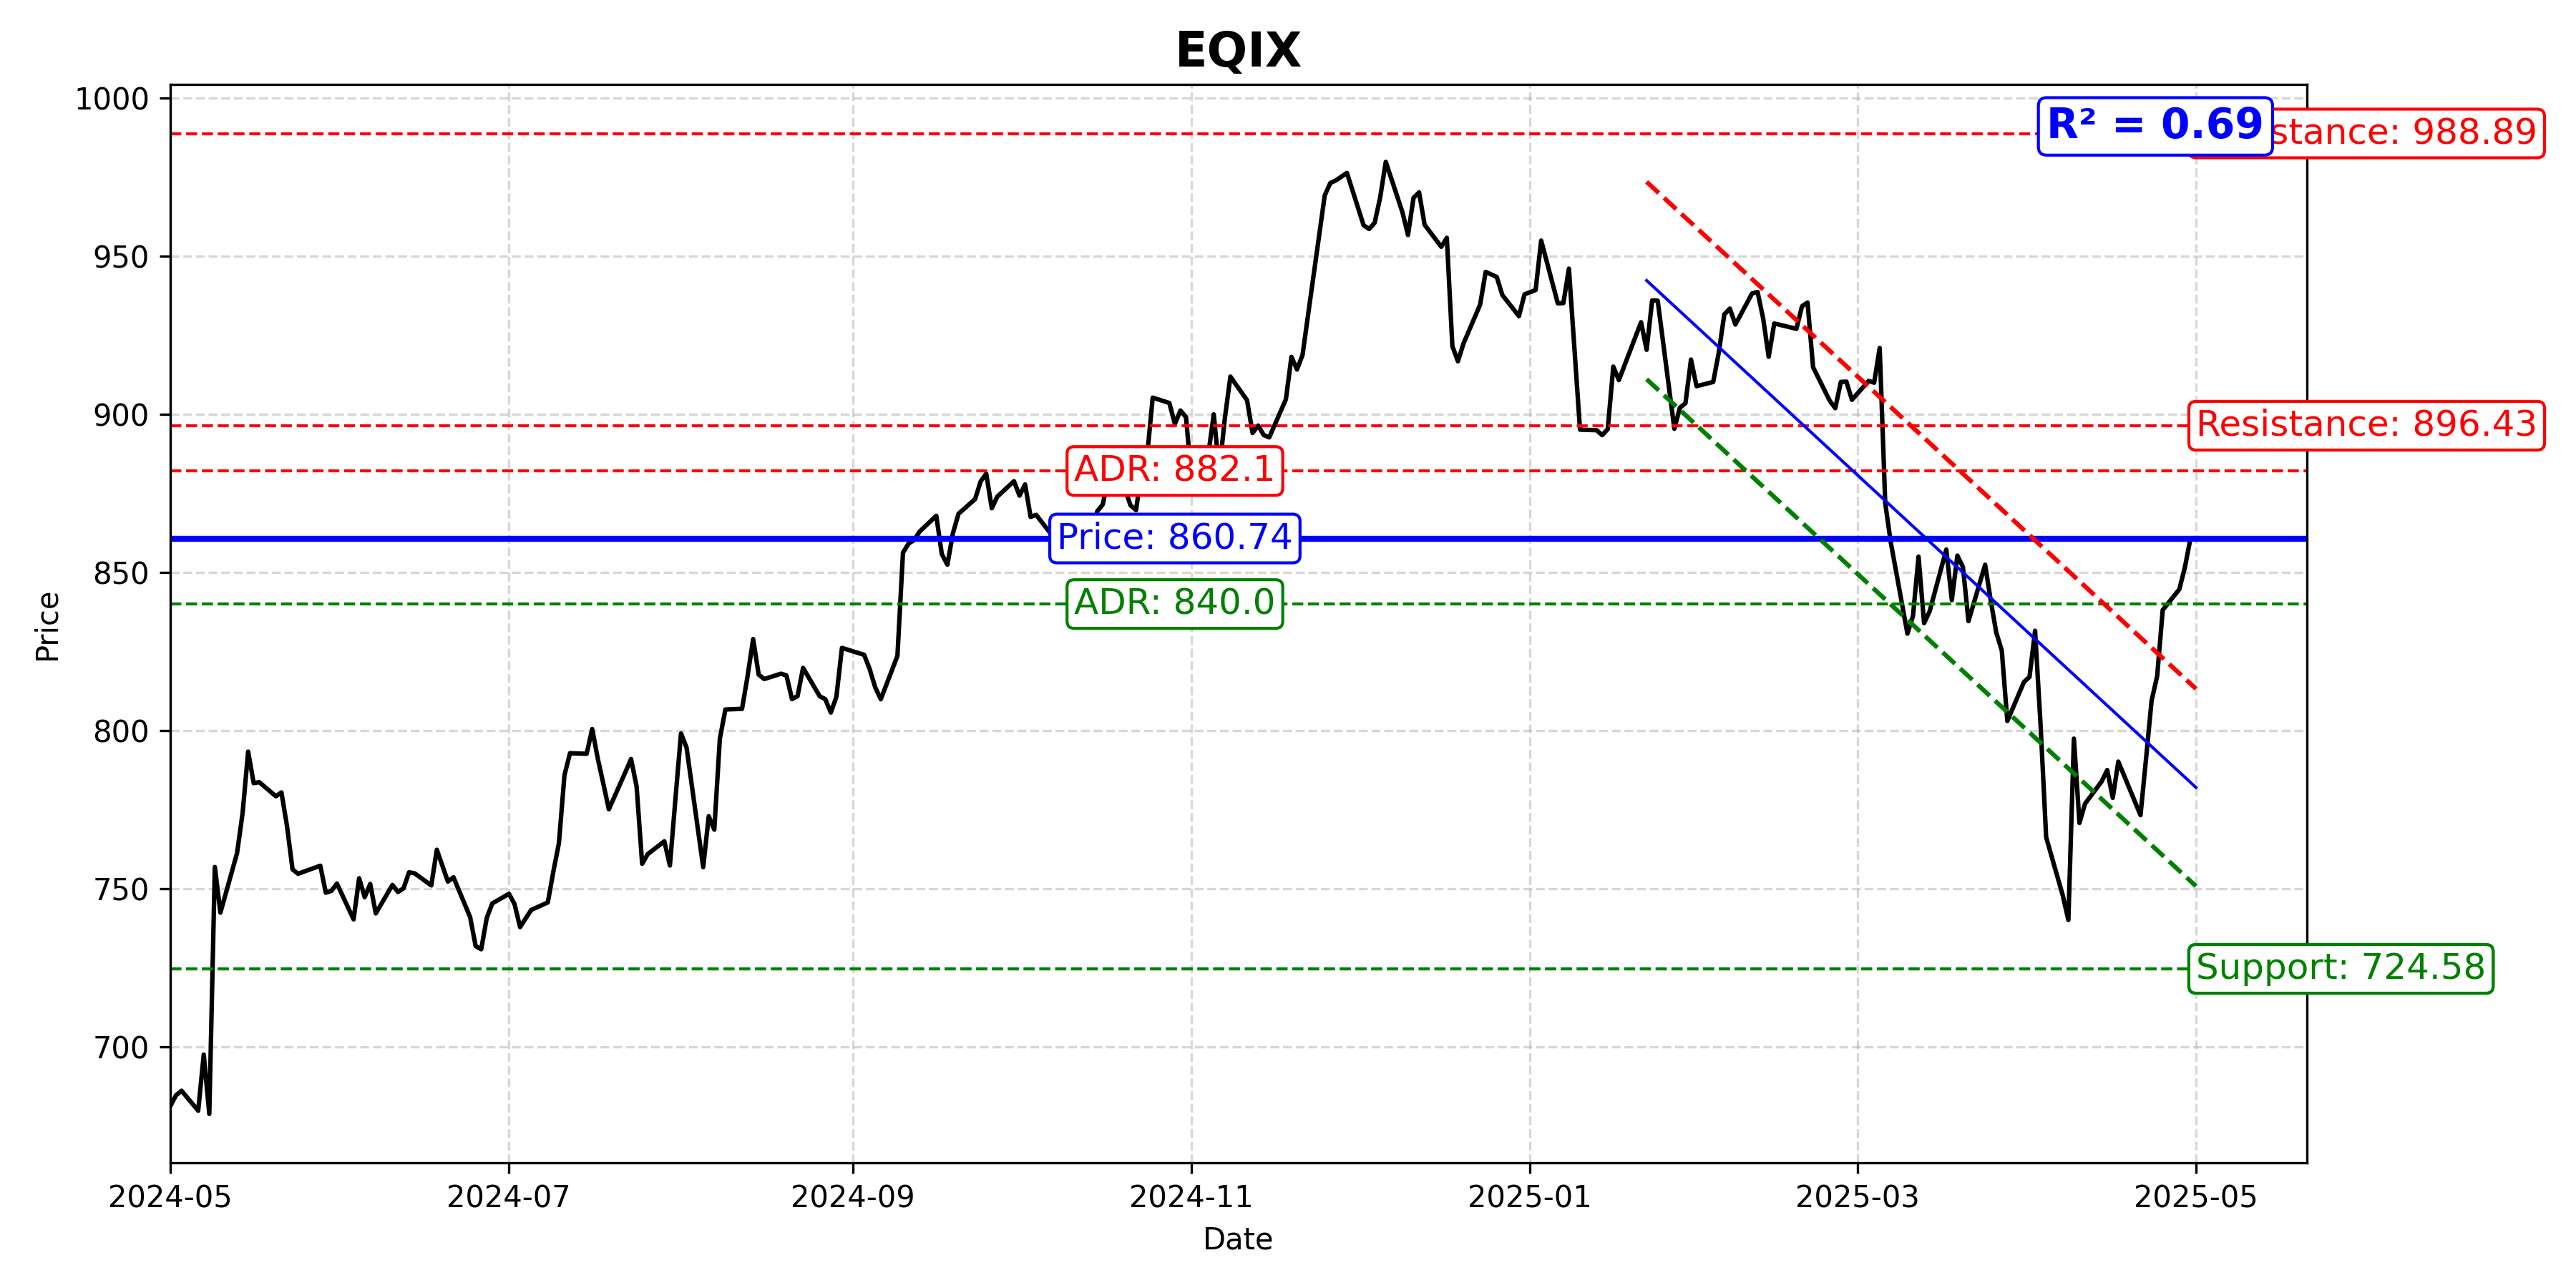 EQIX
1000
950
900
850
800
750
700
Price
R² = 0.69
stance: 988.89
Resistance: 896.43
ADR: 882.1
Price: 860.74
ADR: 840.0
Support: 724.58
2024-05
2024-07
2024-09
2024-11
2025-01
2025-03
2025-05
Date